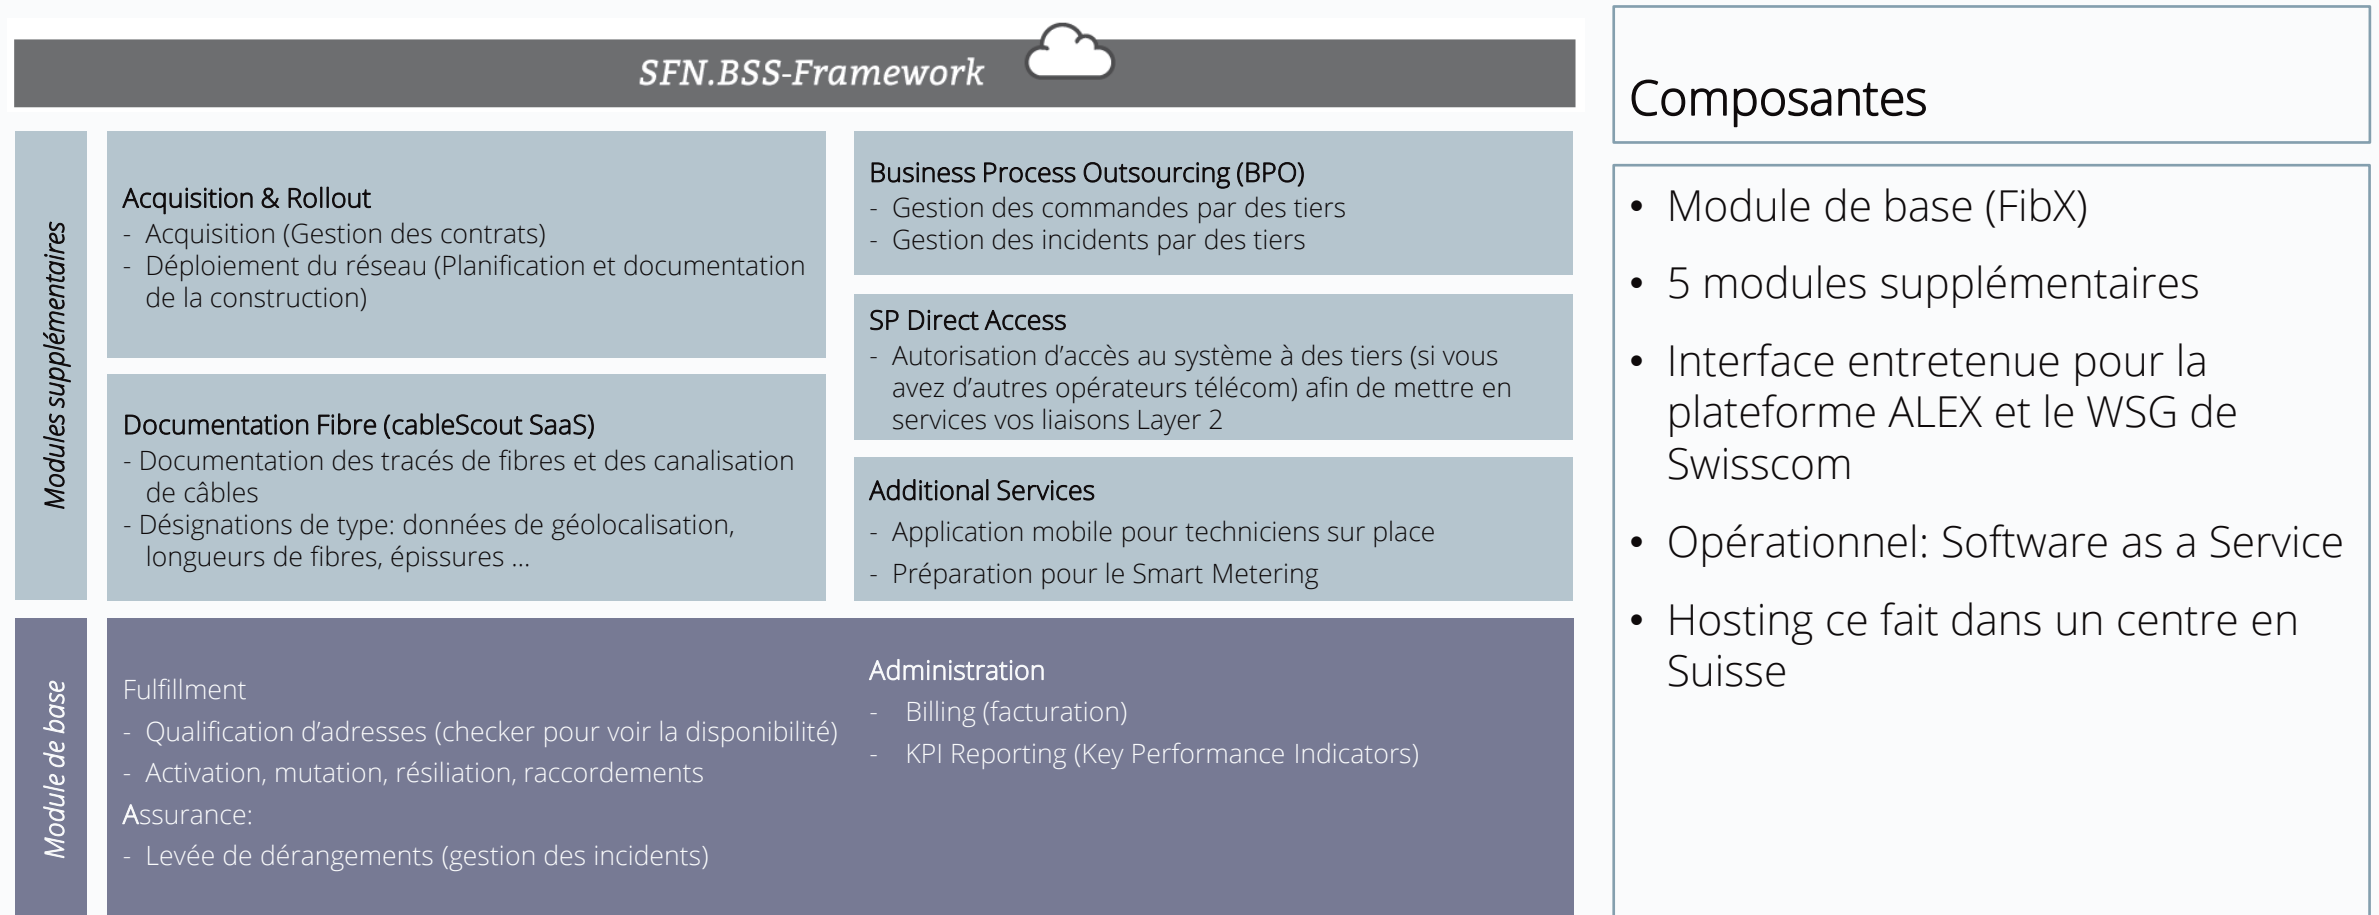 SFN.BSS-Framework
Modules supplémentaires
Acquisition & Rollout
- Acquisition (Gestion des contrats)
- Déploiement du réseau (Planification et documentation
de la construction)
Documentation Fibre (cableScout SaaS)
- Documentation des tracés de fibres et des canalisation
de câbles
- Désignations de type: données de géolocalisation,
longueurs de fibres, épissures ...
Business Process Outsourcing (BPO)
- Gestion des commandes par des tiers
- Gestion des incidents par des tiers
SP Direct Access
- Autorisation d’accès au système à des tiers (si vous
avez d’autres opérateurs télécom) afin de mettre en
services vos liaisons Layer 2
Additional Services
- Application mobile pour techniciens sur place
- Préparation pour le Smart Metering
Module de base
Fulfillment
- Qualification d’adresses (checker pour voir la disponibilité)
- Activation, mutation, résiliation, raccordements
Assurance:
- Levée de dérangements (gestion des incidents)
Administration
- Billing (facturation)
- KPI Reporting (Key Performance Indicators)
Composantes
• Module de base (FibX)
• 5 modules supplémentaires
• Interface entretenue pour la
plateforme ALEX et le WSG de
Swisscom
• Opérationnel: Software as a Service
• Hosting ce fait dans un centre en
Suisse